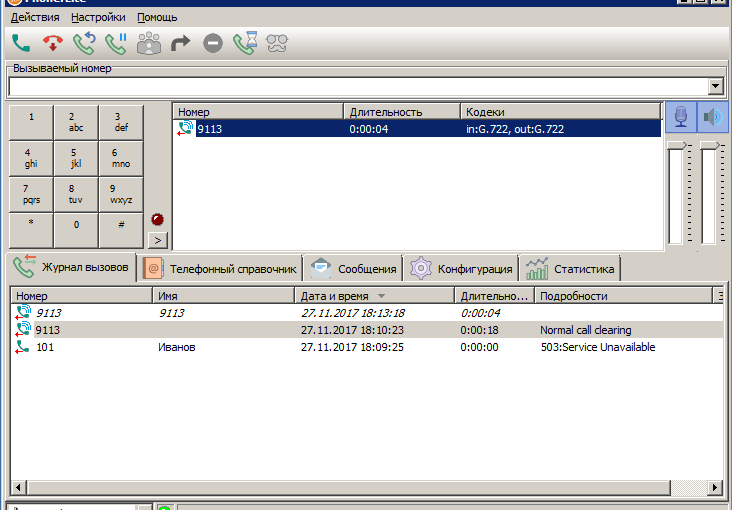 PhonerLite
Действия Настройки Помощь
Вызываемый номер
1 2 abc 3 def
4 ghi 5 jkl 6 mno
7 pqrs 8 tuv 9 wxyz
* 0 #
>
Номер Длительность Кодеки
9113 0:00:04 in:G.722, out:G.722
Журнал вызовов @ Телефонный справочник Сообщения Конфигурация Статистика
Номер Имя Дата и время Длительно... Подробности
9113 9113 27.11.2017 18:13:18 0:00:04
9113 27.11.2017 18:10:23 0:00:18 Normal call clearing
101 Иванов 27.11.2017 18:09:25 0:00:00 503:Service Unavailable